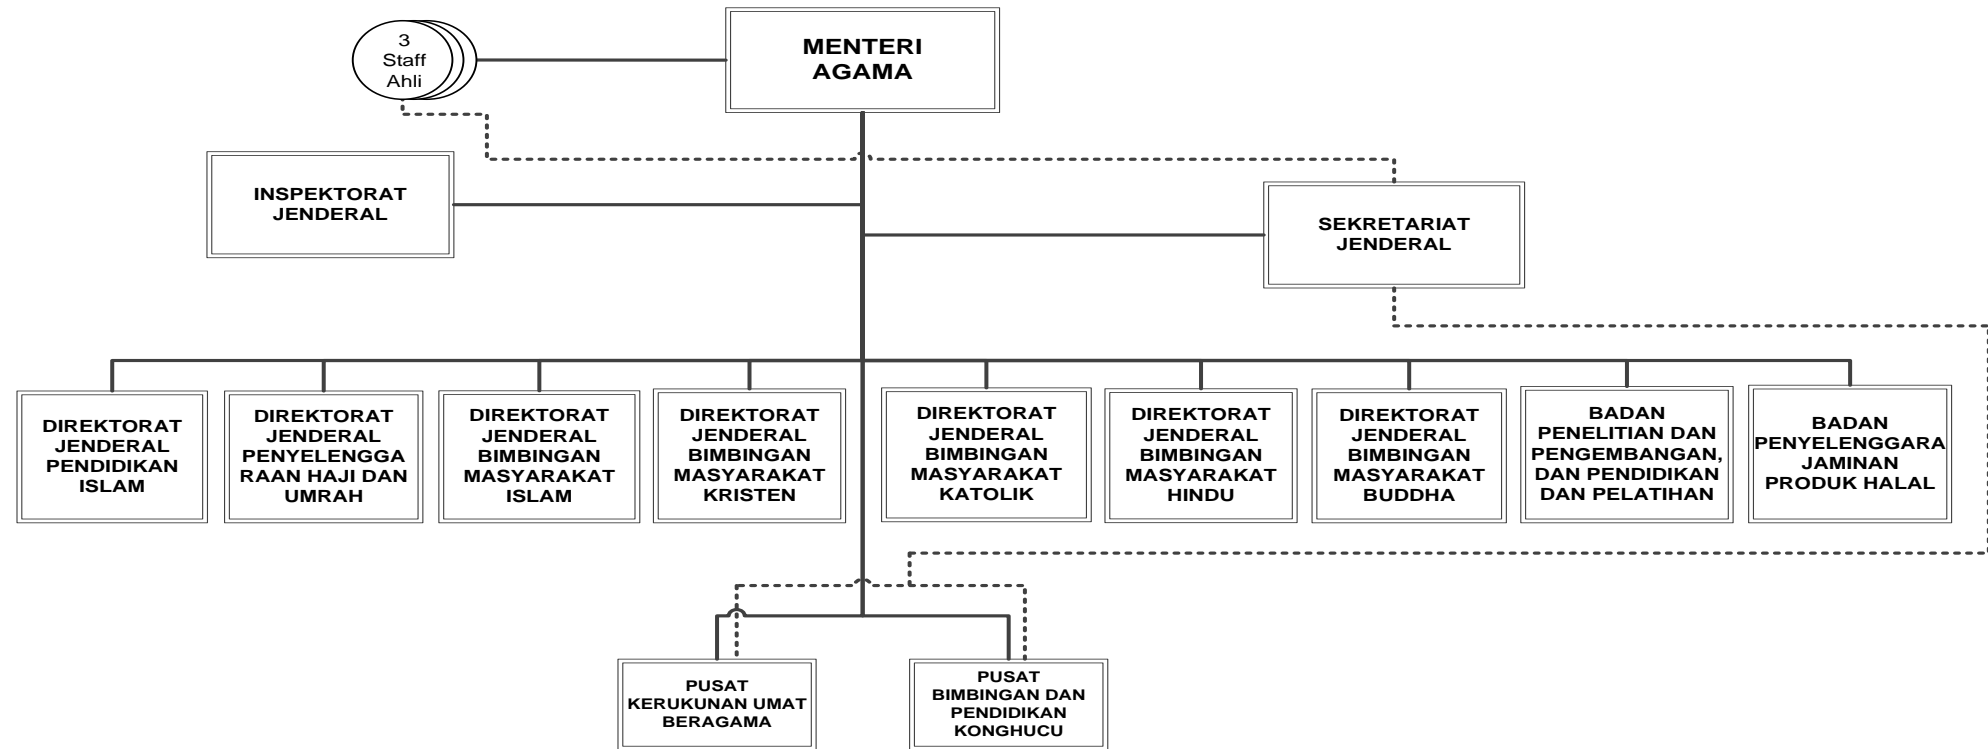 3
Staff
Ahli
MENTERI
AGAMA
INSPEKTORAT
JENDERAL
SEKRETARIAT
JENDERAL
DIREKTORAT
JENDERAL
PENDIDIKAN
ISLAM
DIREKTORAT
JENDERAL
PENYELENGGA
RAAN HAJI DAN
UMRAH
DIREKTORAT
JENDERAL
BIMBINGAN
MASYARAKAT
ISLAM
DIREKTORAT
JENDERAL
BIMBINGAN
MASYARAKAT
KRISTEN
DIREKTORAT
JENDERAL
BIMBINGAN
MASYARAKAT
KATOLIK
DIREKTORAT
JENDERAL
BIMBINGAN
MASYARAKAT
HINDU
DIREKTORAT
JENDERAL
BIMBINGAN
MASYARAKAT
BUDDHA
BADAN
PENELITIAN DAN
PENGEMBANGAN,
DAN PENDIDIKAN
DAN PELATIHAN
BADAN
PENYELENGGARA
JAMINAN
PRODUK HALAL
PUSAT
KERUKUNAN UMAT
BERAGAMA
PUSAT
BIMBINGAN DAN
PENDIDIKAN
KONGHUCU